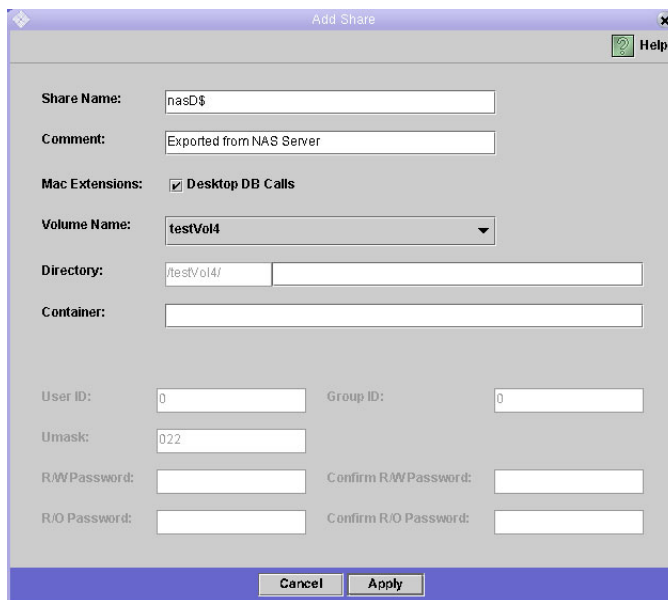 Add Share
Help
Share Name: nasD$
Comment: Exported from NAS Server
Mac Extensions: Desktop DB Calls
Volume Name: testVol4
Directory: /testVol4/
Container:
User ID: 0 Group ID: 0
Umask: 022
R/W Password: Confirm R/W Password:
R/O Password: Confirm R/O Password:
Cancel Apply